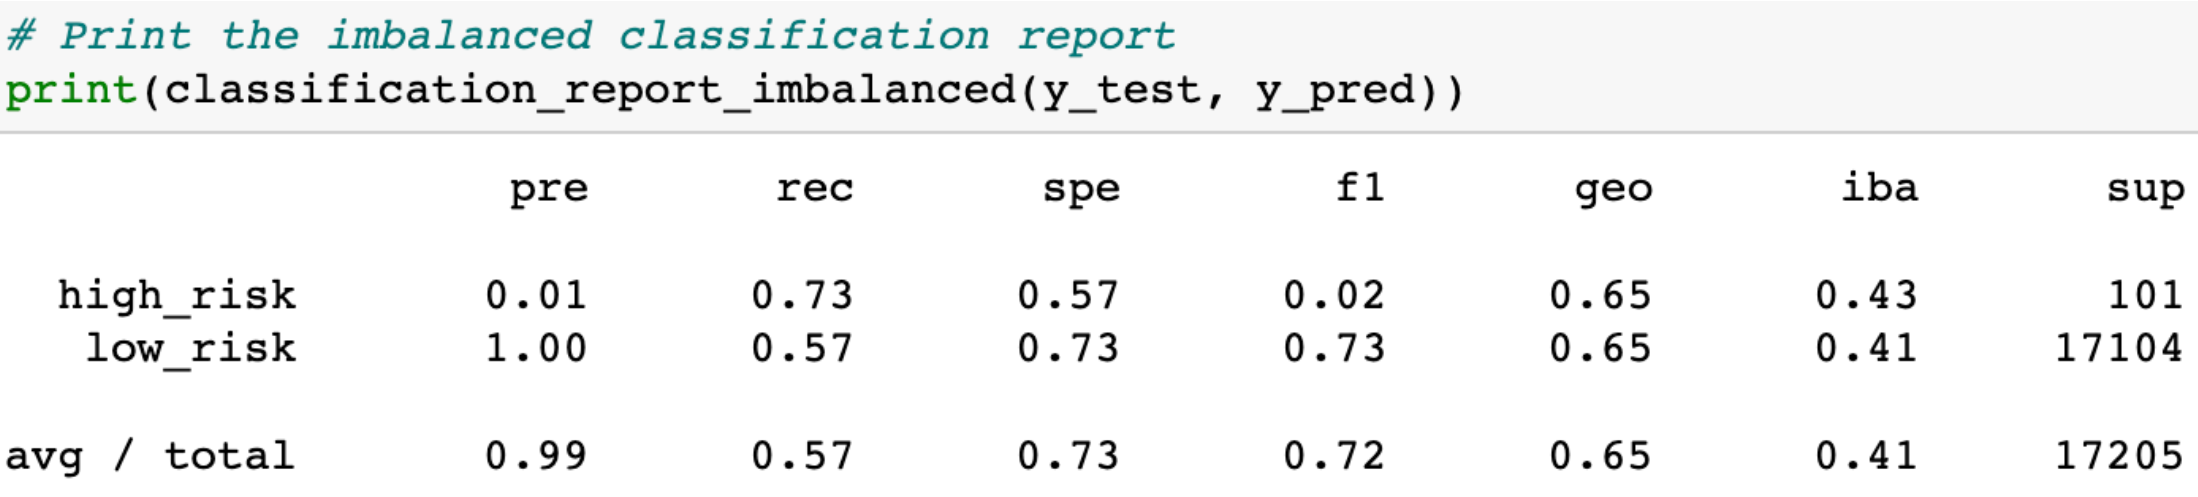 # Print the imbalanced classification report
print(classification_report_imbalanced(y_test, y_pred))
pre rec spe f1 geo iba sup
high_risk 0.01 0.73 0.57 0.02 0.65 0.43 101
low_risk 1.00 0.57 0.73 0.73 0.65 0.41 17104
avg / total 0.99 0.57 0.73 0.72 0.65 0.41 17205